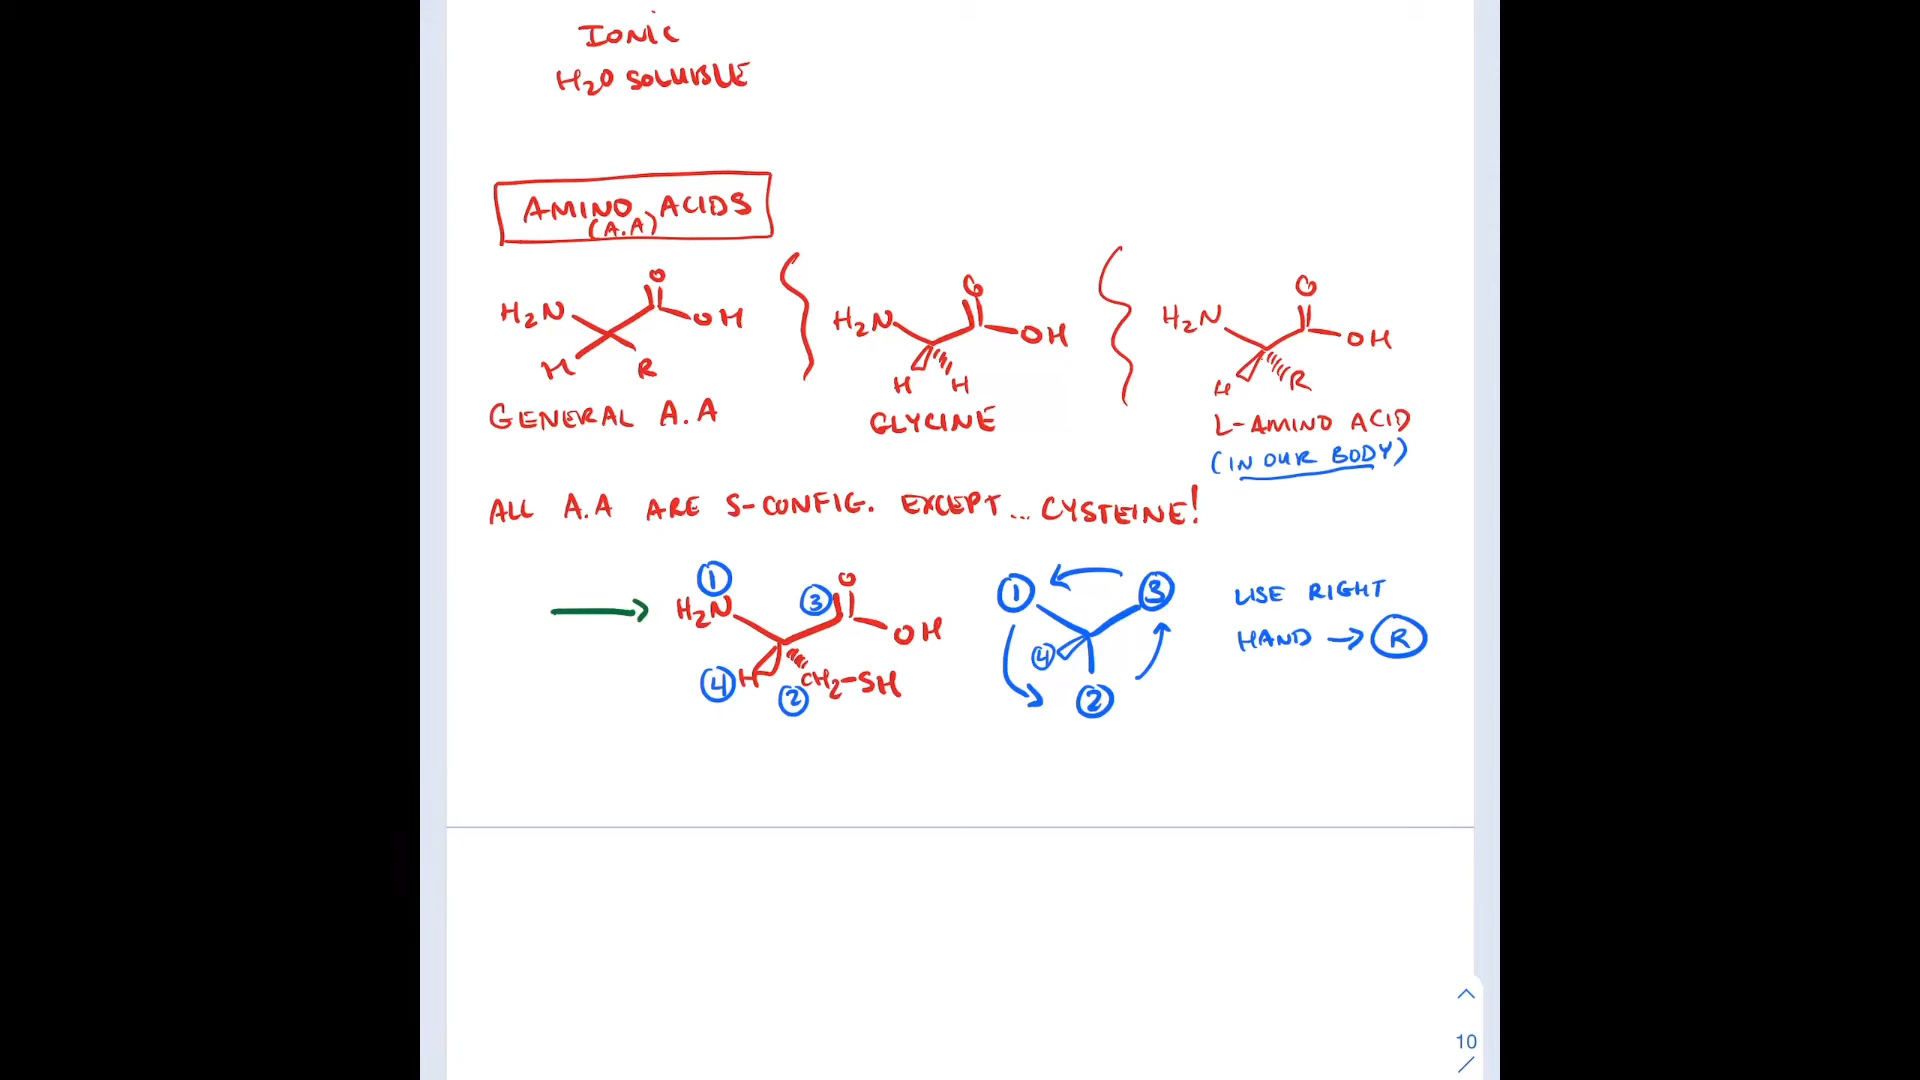 IONIC
H2O SOLUBLE
AMINO ACIDS
(A.A)
H2N O OH H R
GENERAL A.A
H2N O OH H H
GLYCINE
H2N O OH H R
L-AMINO ACID
(IN OUR BODY)
ALL A.A ARE S-CONFIG. EXCEPT... CYSTEINE!
1 H2N 3 O OH 4 H 2 CH2-SH
1 3 4 2
USE RIGHT
HAND → R
10